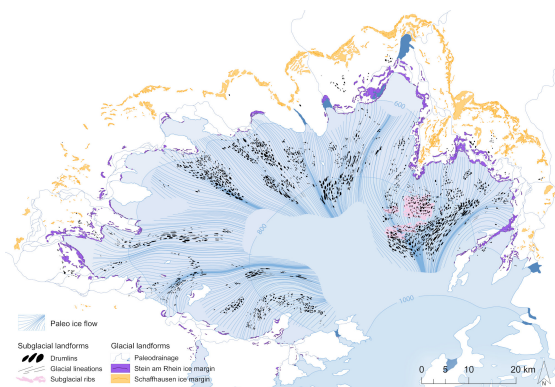 600
600
1000
Paleo ice flow
Subglacial landforms
Drumlins
Glacial lineations
Subglacial ribs
Glacial landforms
Paleodrainage
Stein am Rhein ice margin
Schaffhausen ice margin
0 5 10 20 km
N